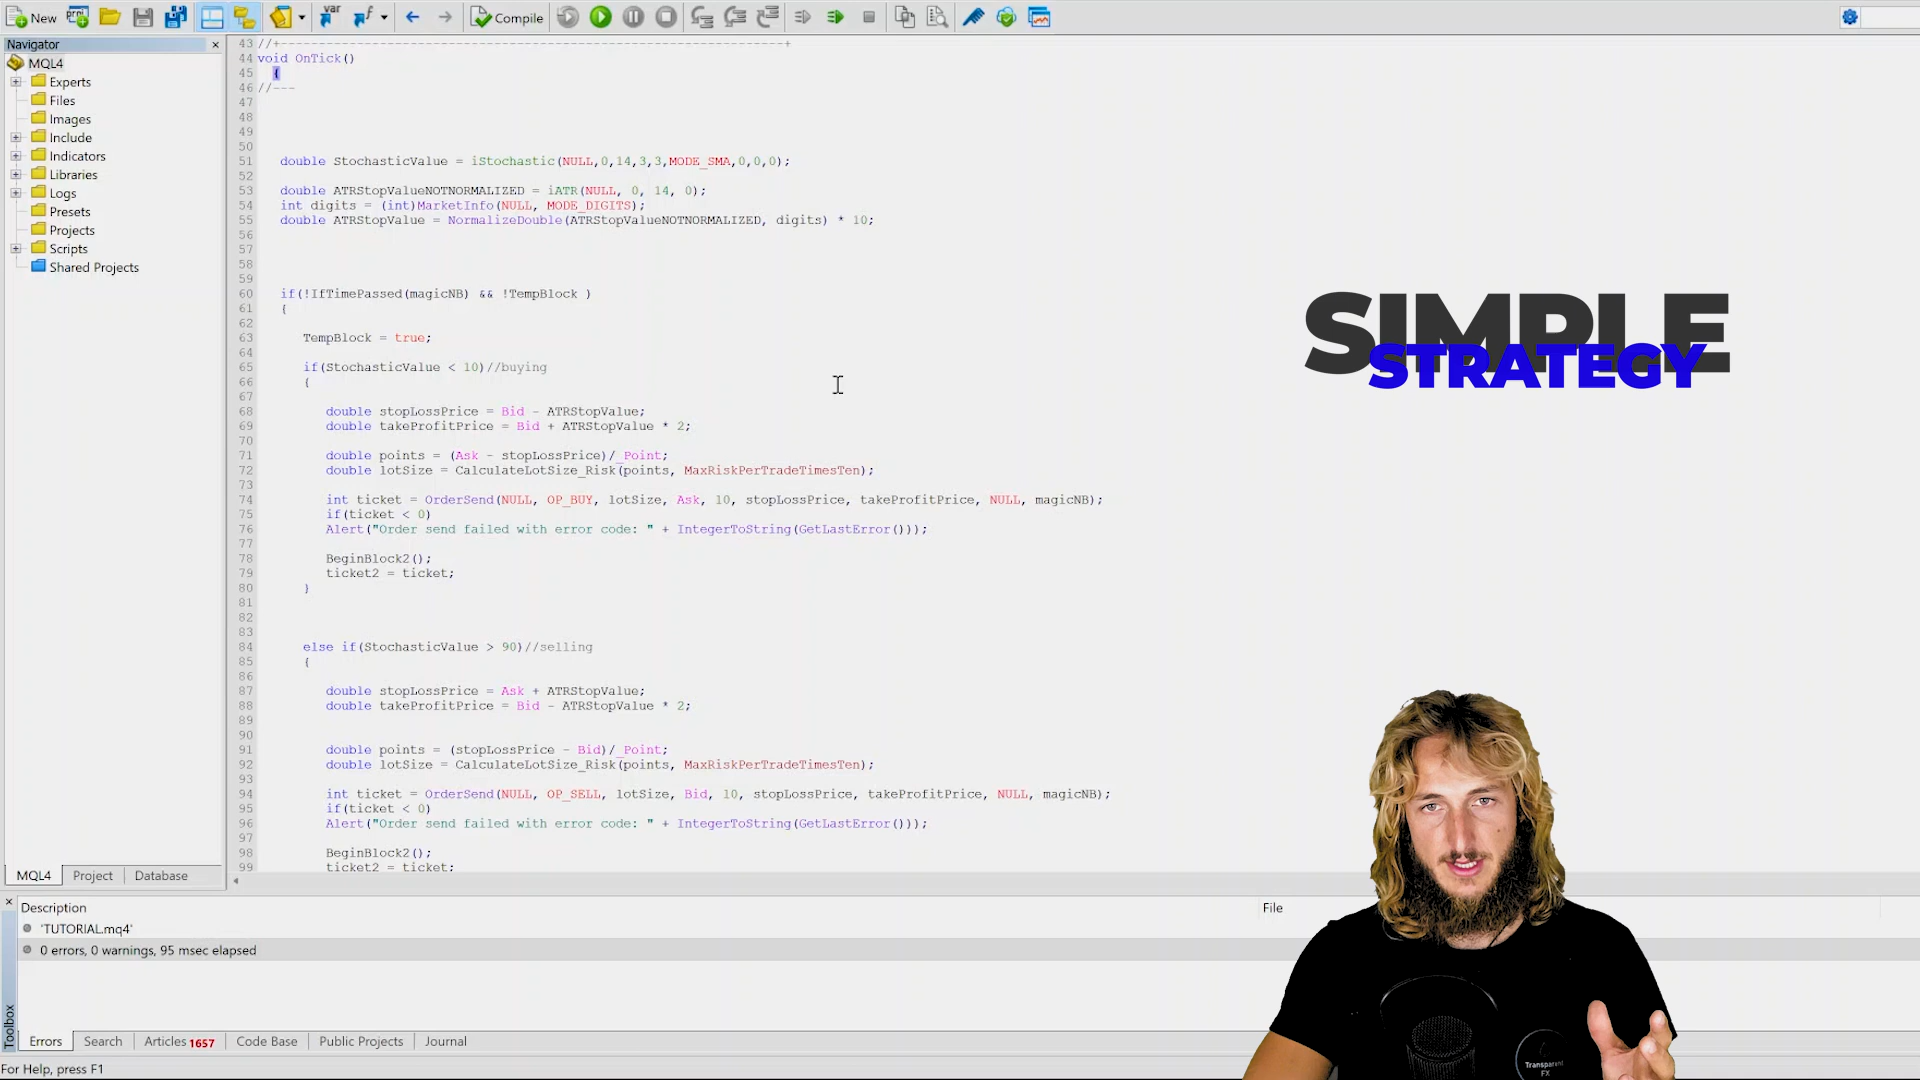 New
var
f
Compile
Navigator
MQL4
Experts
Files
Images
Include
Indicators
Libraries
Logs
Presets
Projects
Scripts
Shared Projects
MQL4 Project Database
43 //+------------------------------------------------------------------+
44 void OnTick()
45 {
46 //---
47
48
49
50
51 double StochasticValue = iStochastic(NULL,0,14,3,3,MODE_SMA,0,0,0);
52
53 double ATRStopValueNOTNORMALIZED = iATR(NULL, 0, 14, 0);
54 int digits = (int)MarketInfo(NULL, MODE_DIGITS);
55 double ATRStopValue = NormalizeDouble(ATRStopValueNOTNORMALIZED, digits) * 10;
56
57
58
59
60 if(!IfTimePassed(magicNB) && !TempBlock )
61 {
62
63 TempBlock = true;
64
65 if(StochasticValue < 10)//buying
66 {
67
68 double stopLossPrice = Bid - ATRStopValue;
69 double takeProfitPrice = Bid + ATRStopValue * 2;
70
71 double points = (Ask - stopLossPrice)/_Point;
72 double lotSize = CalculateLotSize_Risk(points, MaxRiskPerTradeTimesTen);
73
74 int ticket = OrderSend(NULL, OP_BUY, lotSize, Ask, 10, stopLossPrice, takeProfitPrice, NULL, magicNB);
75 if(ticket < 0)
76 Alert("Order send failed with error code: " + IntegerToString(GetLastError()));
77
78 BeginBlock2();
79 ticket2 = ticket;
80 }
81
82
83
84 else if(StochasticValue > 90)//selling
85 {
86
87 double stopLossPrice = Ask + ATRStopValue;
88 double takeProfitPrice = Bid - ATRStopValue * 2;
89
90
91 double points = (stopLossPrice - Bid)/_Point;
92 double lotSize = CalculateLotSize_Risk(points, MaxRiskPerTradeTimesTen);
93
94 int ticket = OrderSend(NULL, OP_SELL, lotSize, Bid, 10, stopLossPrice, takeProfitPrice, NULL, magicNB);
95 if(ticket < 0)
96 Alert("Order send failed with error code: " + IntegerToString(GetLastError()));
97
98 BeginBlock2();
99 ticket2 = ticket;
SIMPLE
STRATEGY
Description File
'TUTORIAL.mq4'
0 errors, 0 warnings, 95 msec elapsed
Toolbox
Errors Search Articles 1657 Code Base Public Projects Journal
For Help, press F1
Transparent
FX